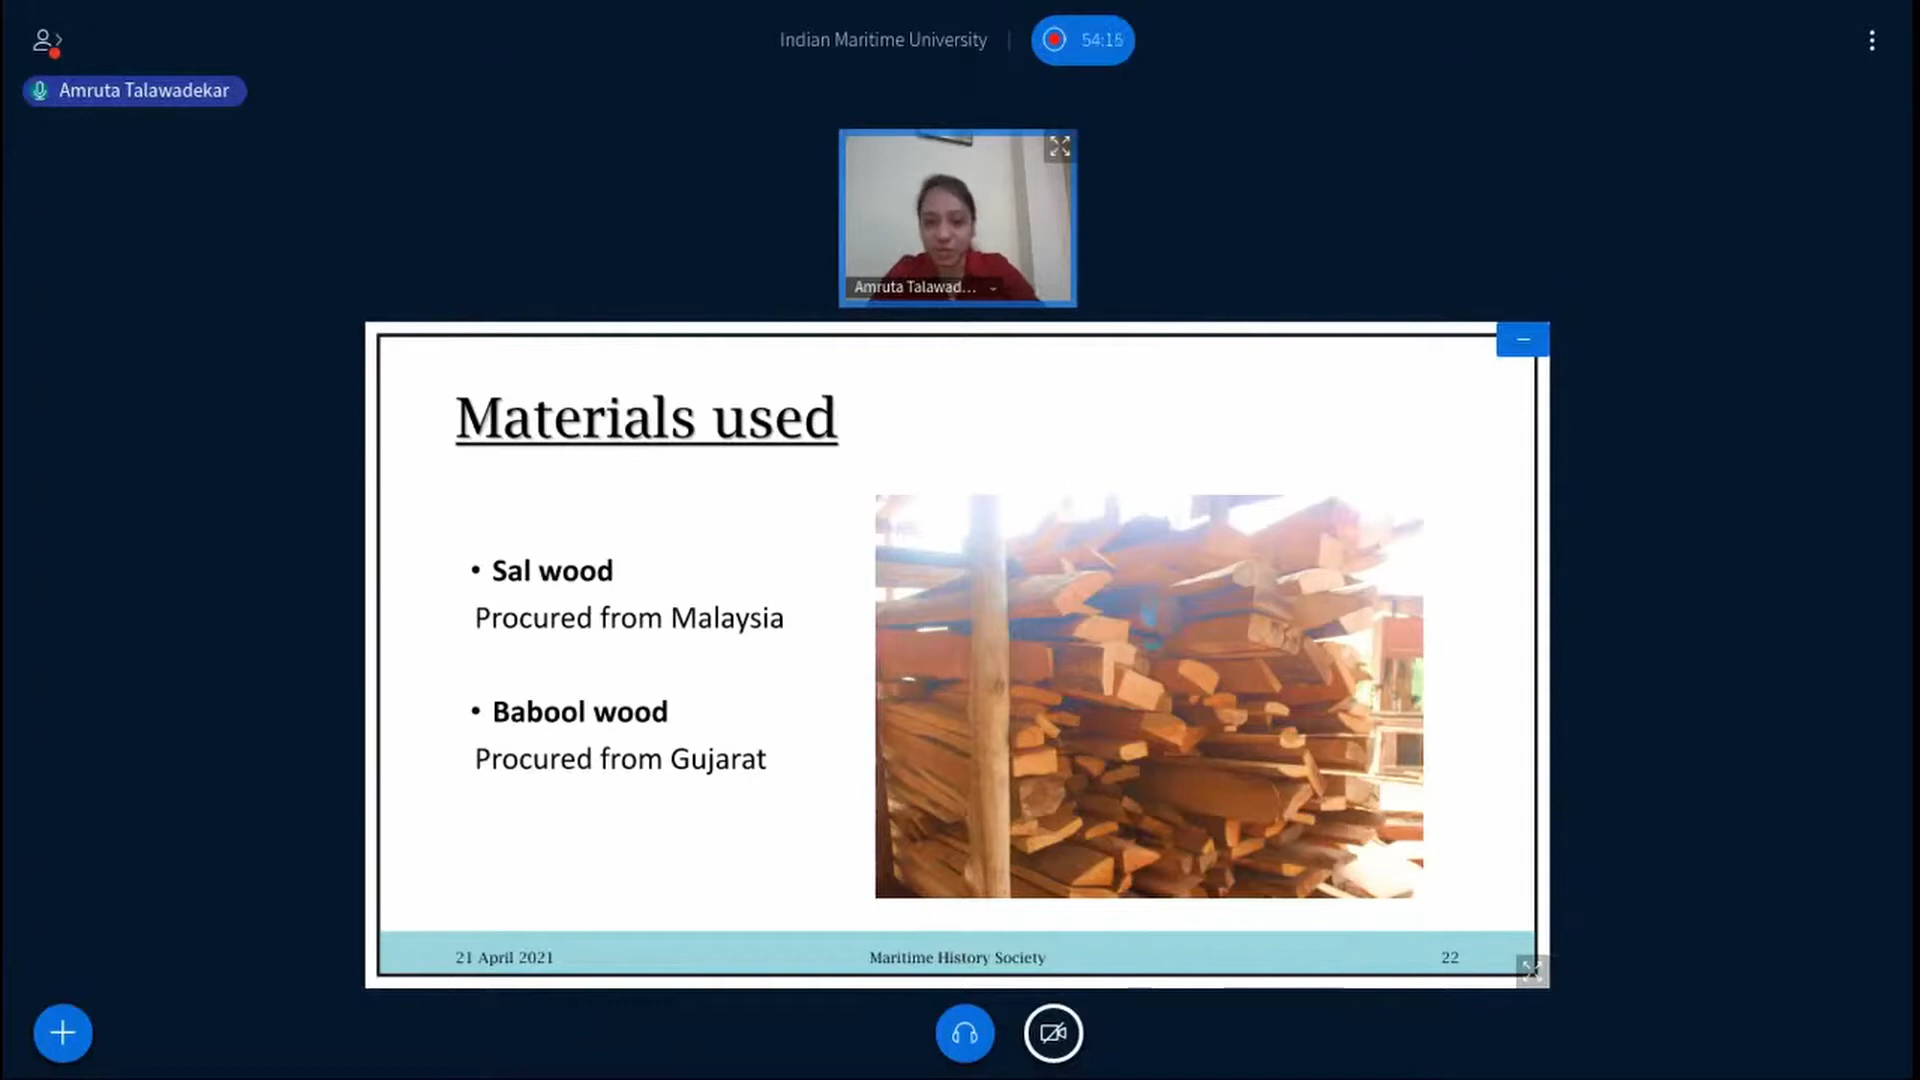 Indian Maritime University
54:15
Amruta Talawadekar
Amruta Talawad...
Materials used
• Sal wood
Procured from Malaysia
• Babool wood
Procured from Gujarat
21 April 2021
Maritime History Society
22